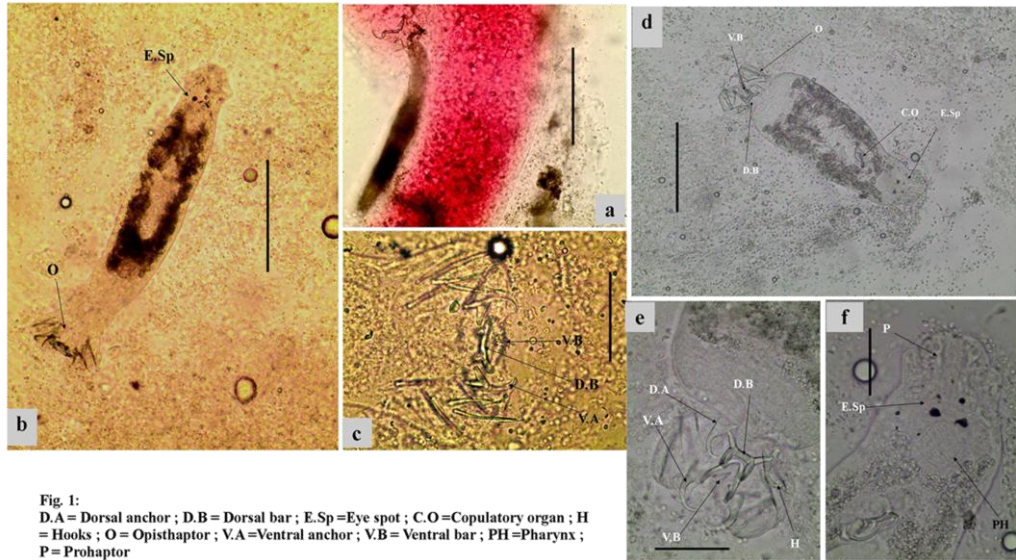 E.Sp
O
b
a
V.B
D.B
V.A
c
d
V.B
O
C.O
E.Sp
D.B
e
D.A
D.B
V.A
V.B
H
f
P
E.Sp
PH
Fig. 1:
D.A = Dorsal anchor ; D.B = Dorsal bar ; E.Sp =Eye spot ; C.O =Copulatory organ ; H
= Hooks ; O = Opisthaptor ; V.A =Ventral anchor ; V.B = Ventral bar ; PH =Pharynx ;
P = Prohaptor